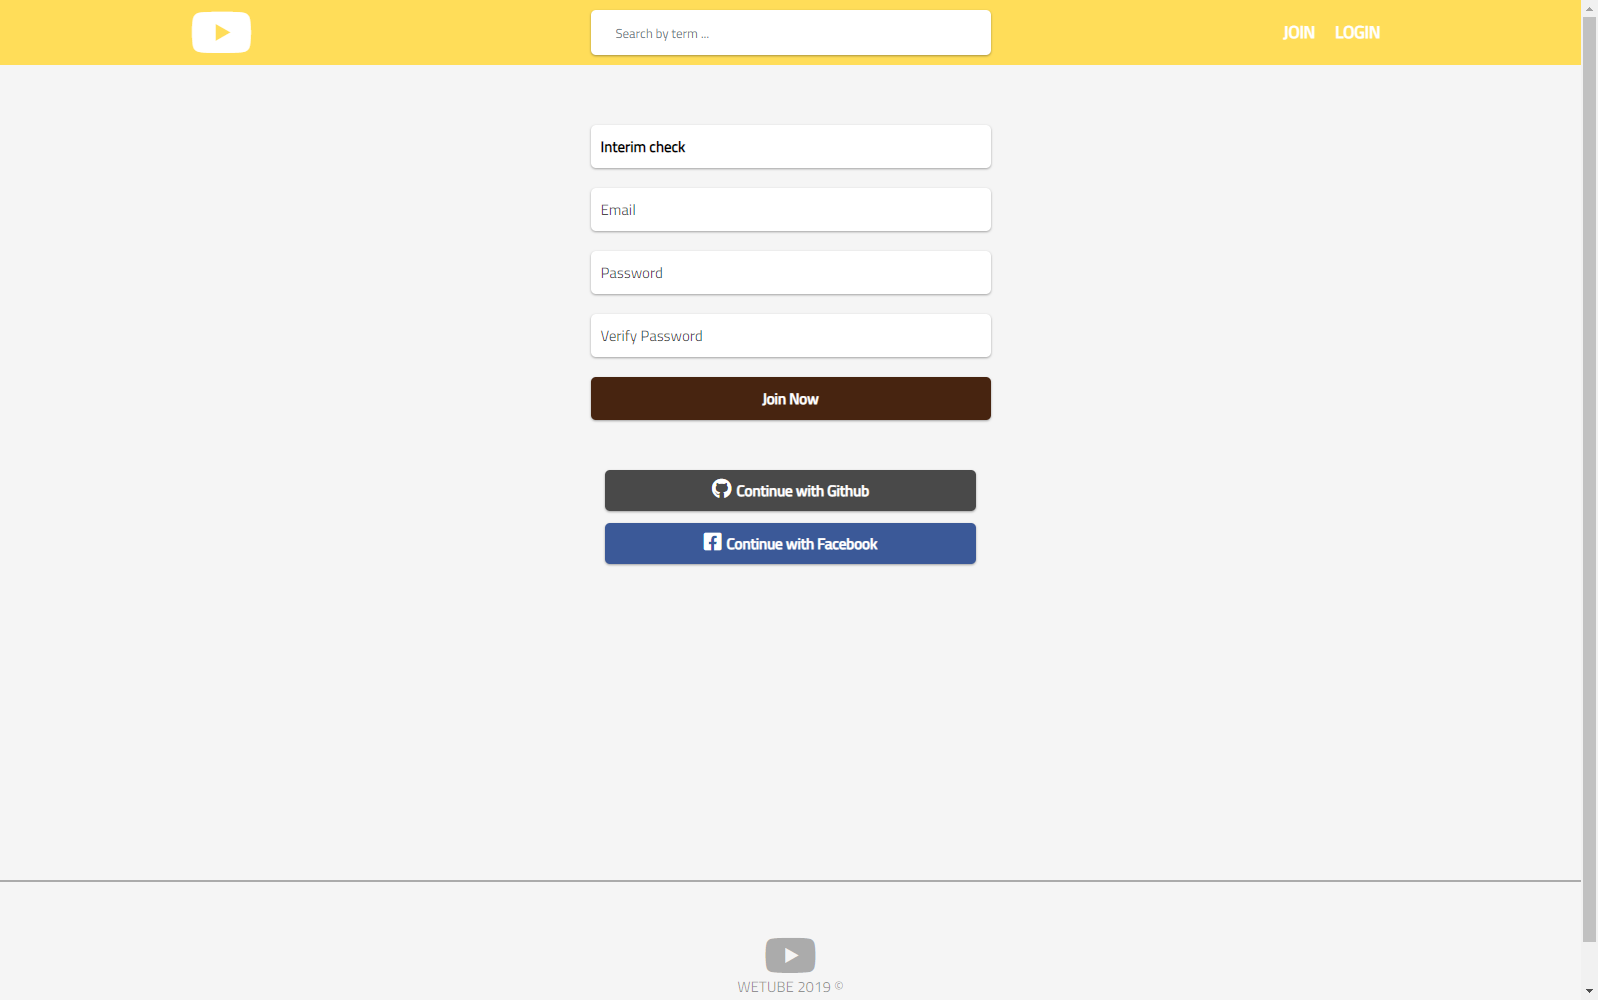 Search by term ...
JOIN LOGIN
Interim check
Email
Password
Verify Password
Join Now
Continue with Github
Continue with Facebook
WETUBE 2019 ©